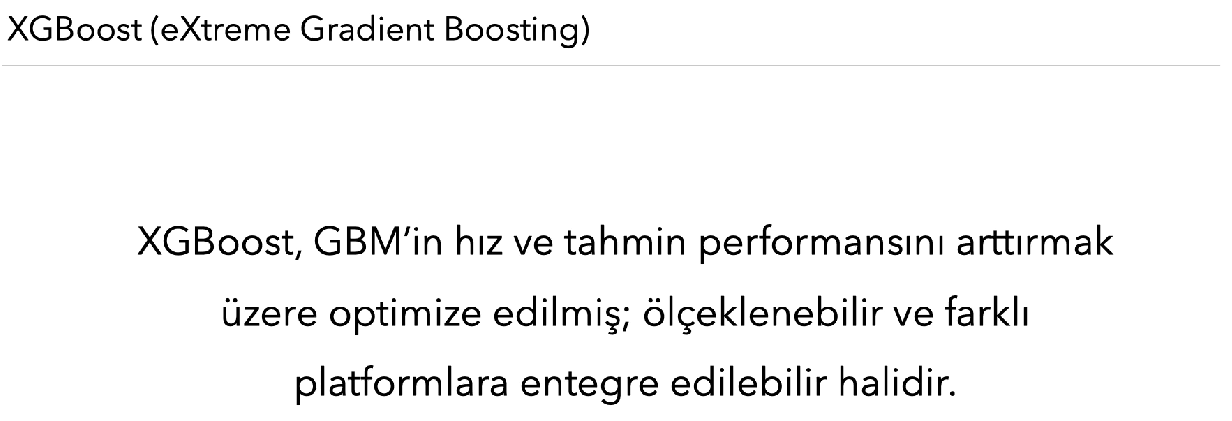 XGBoost (eXtreme Gradient Boosting)
XGBoost, GBM’in hız ve tahmin performansını arttırmak
üzere optimize edilmiş; ölçeklenebilir ve farklı
platformlara entegre edilebilir halidir.